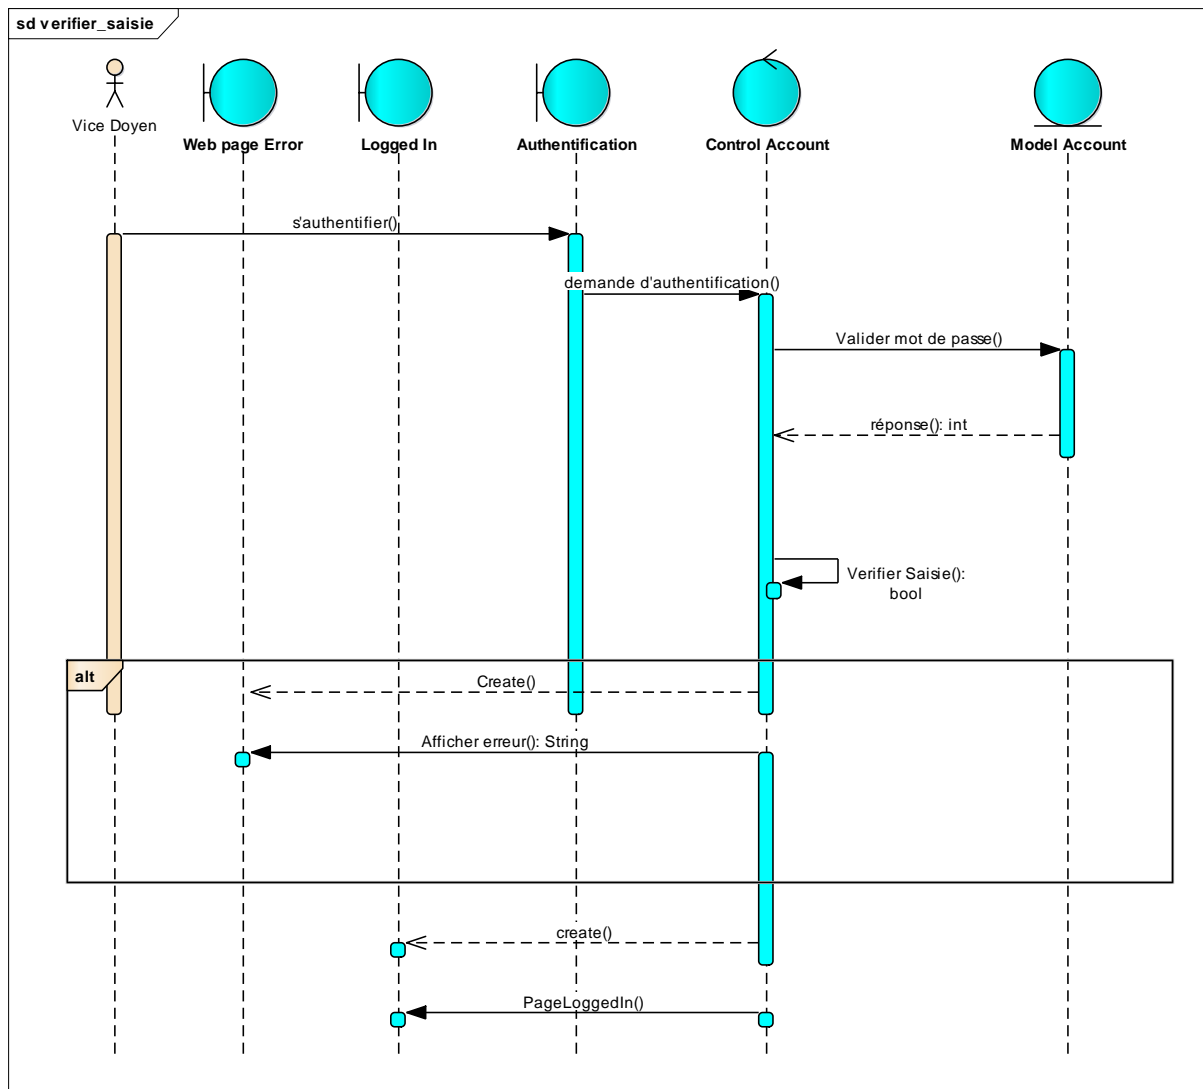 sd verifier_saisie
Vice Doyen
Web page Error
Logged In
Authentification
Control Account
Model Account
s'authentifier()
demande d'authentification()
Valider mot de passe()
réponse(): int
Verifier Saisie():
bool
alt
Create()
Afficher erreur(): String
create()
PageLoggedIn()